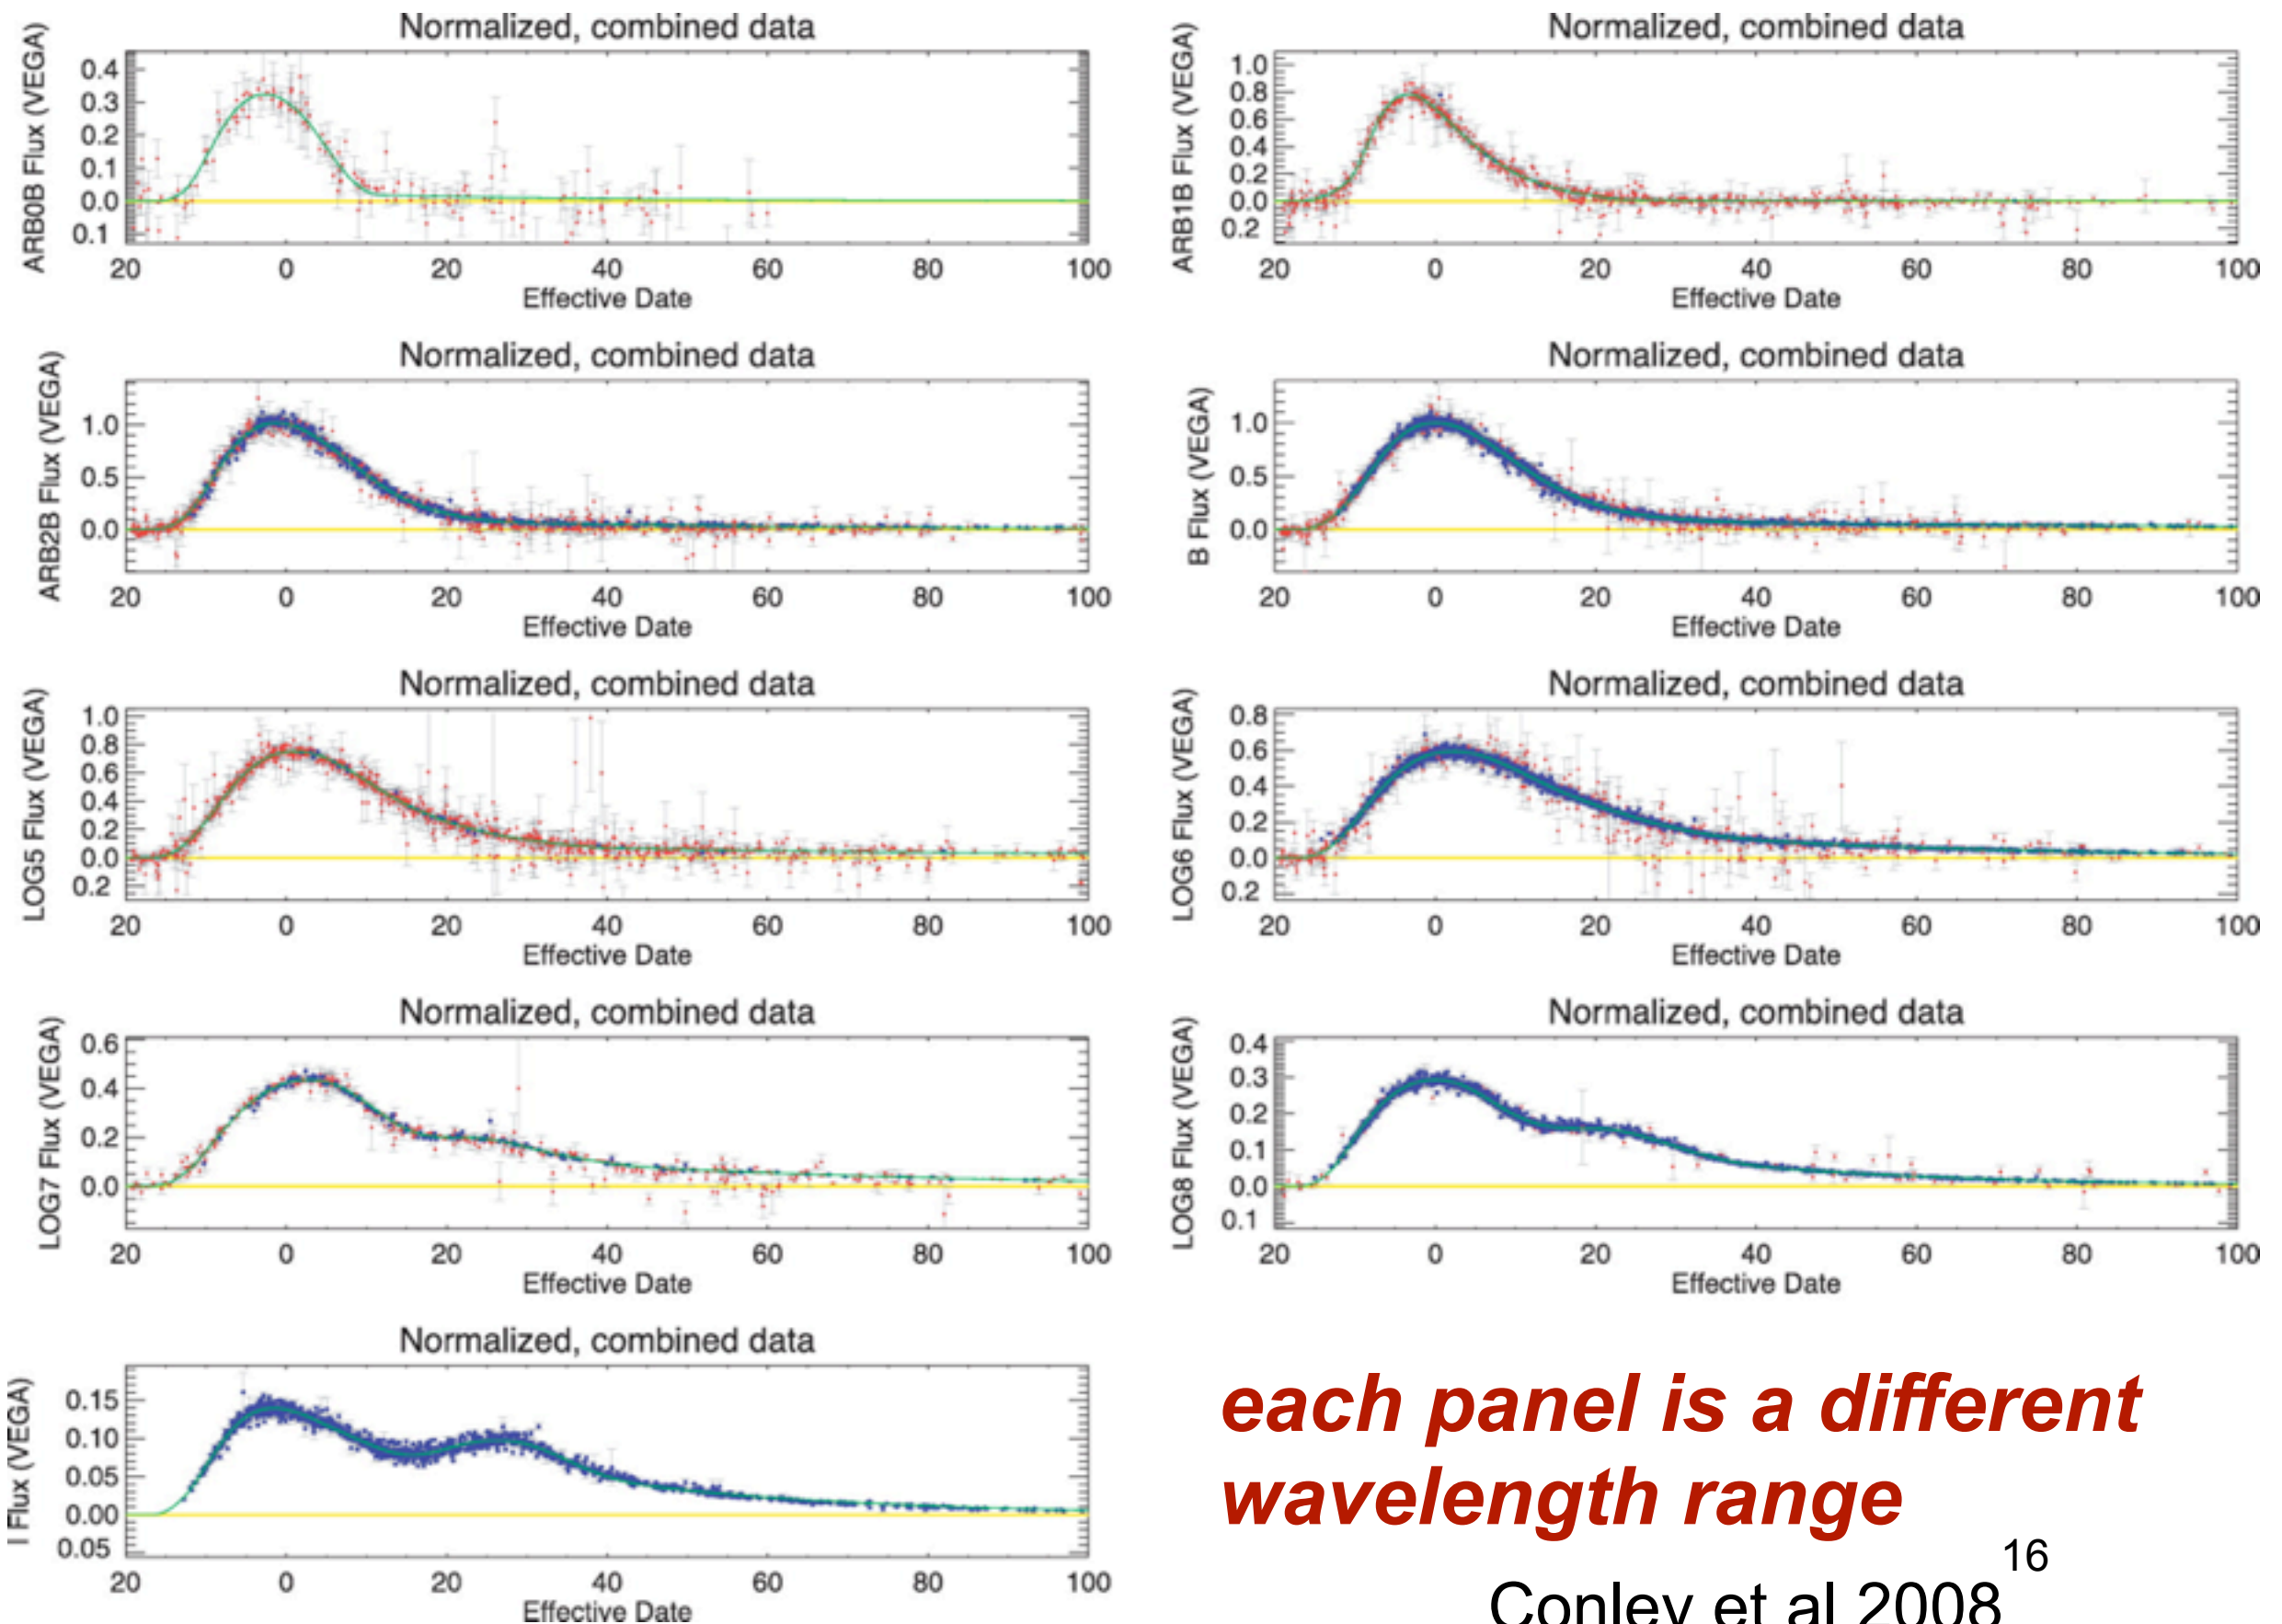 Normalized, combined data
ARB0B Flux (VEGA)
0.4
0.3
0.2
0.1
0.0
0.1
20 0 20 40 60 80 100
Effective Date
Normalized, combined data
ARB1B Flux (VEGA)
1.0
0.8
0.6
0.4
0.2
0.0
0.2
20 0 20 40 60 80 100
Effective Date
Normalized, combined data
ARB2B Flux (VEGA)
1.0
0.5
0.0
20 0 20 40 60 80 100
Effective Date
Normalized, combined data
B Flux (VEGA)
1.0
0.5
0.0
20 0 20 40 60 80 100
Effective Date
Normalized, combined data
LOG5 Flux (VEGA)
1.0
0.8
0.6
0.4
0.2
0.0
0.2
20 0 20 40 60 80 100
Effective Date
Normalized, combined data
LOG6 Flux (VEGA)
0.8
0.6
0.4
0.2
0.0
0.2
20 0 20 40 60 80 100
Effective Date
Normalized, combined data
LOG7 Flux (VEGA)
0.6
0.4
0.2
0.0
20 0 20 40 60 80 100
Effective Date
Normalized, combined data
LOG8 Flux (VEGA)
0.4
0.3
0.2
0.1
0.0
0.1
20 0 20 40 60 80 100
Effective Date
Normalized, combined data
I Flux (VEGA)
0.15
0.10
0.05
0.00
0.05
20 0 20 40 60 80 100
Effective Date
each panel is a different
wavelength range
16
Conley et al 2008